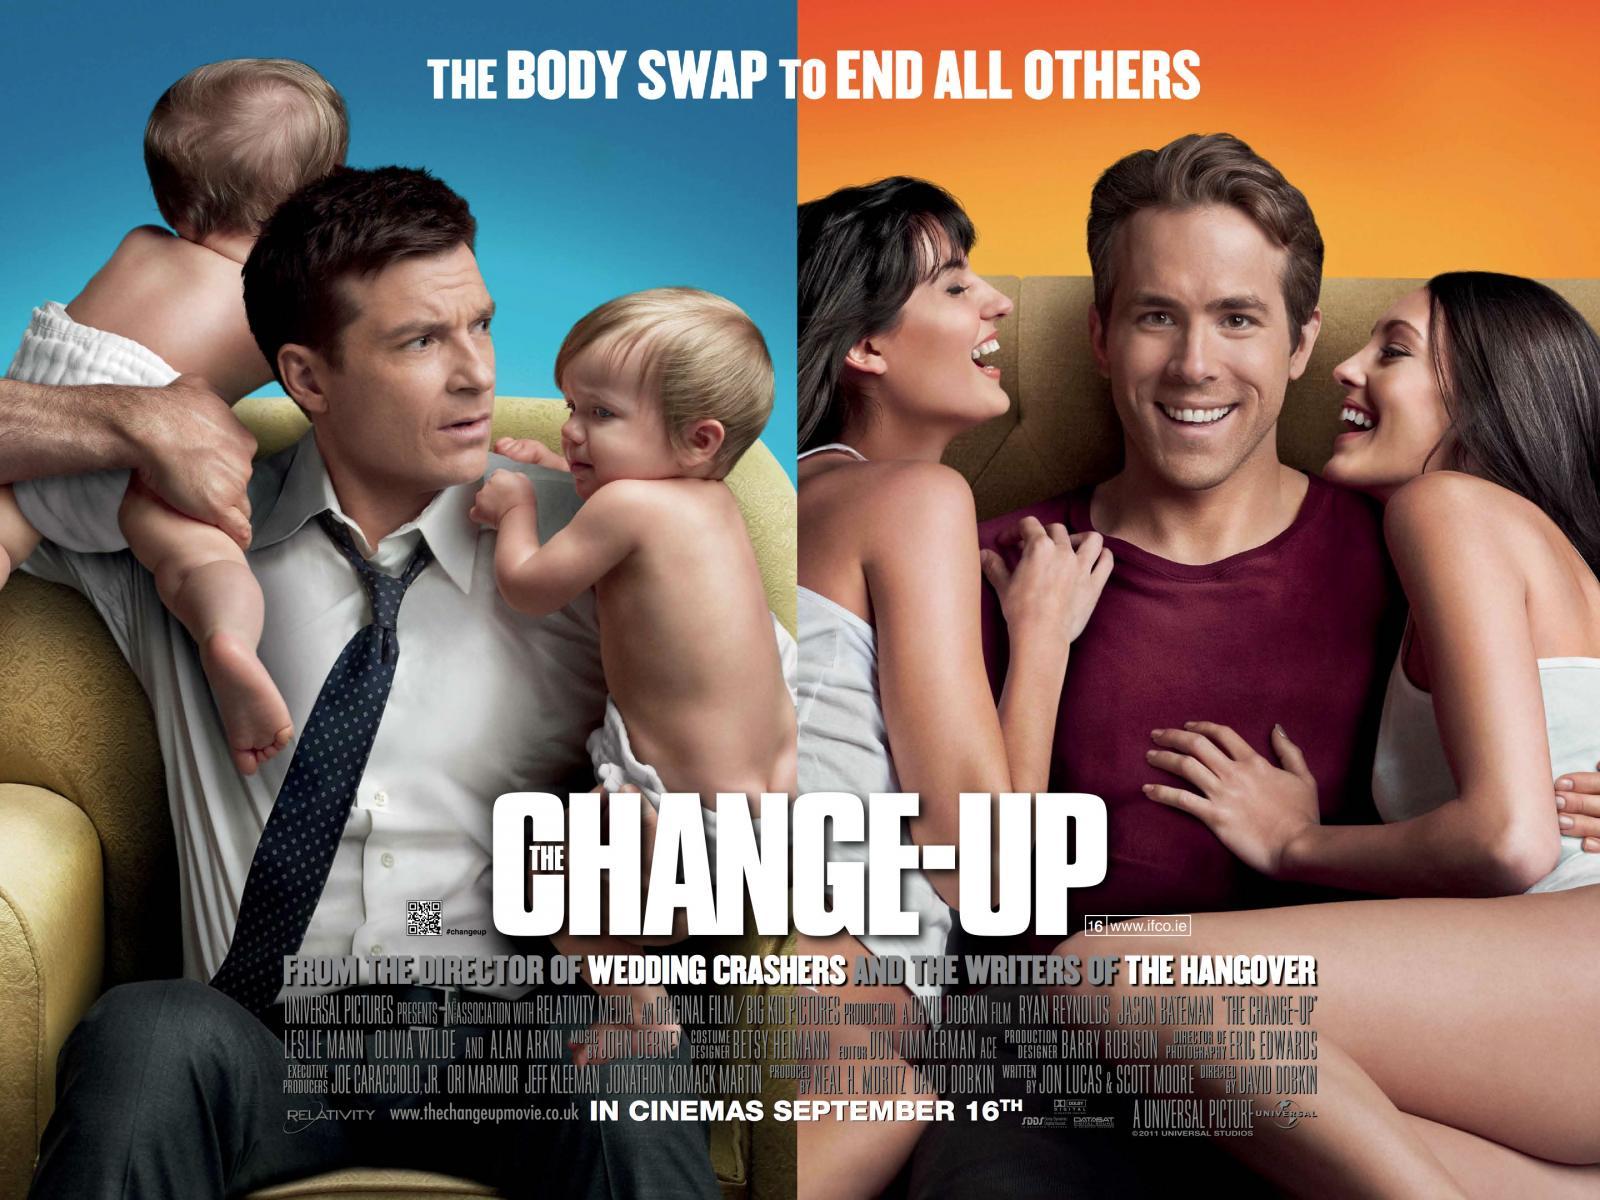 THE BODY SWAP TO END ALL OTHERS
THE CHANGE-UP
#changeup
16 www.ifco.ie
FROM THE DIRECTOR OF WEDDING CRASHERS AND THE WRITERS OF THE HANGOVER
UNIVERSAL PICTURES PRESENTS IN ASSOCIATION WITH RELATIVITY MEDIA AN ORIGINAL FILM / BIG KID PICTURES PRODUCTION A DAVID DOBKIN FILM RYAN REYNOLDS JASON BATEMAN "THE CHANGE-UP"
LESLIE MANN OLIVIA WILDE AND ALAN ARKIN MUSIC BY JOHN DEBNEY COSTUME DESIGNER BETSY HEIMANN EDITOR DON ZIMMERMAN ACE PRODUCTION DESIGNER BARRY ROBISON DIRECTOR OF PHOTOGRAPHY ERIC EDWARDS
EXECUTIVE PRODUCERS JOE CARACCIOLO, JR. ORI MARMUR JEFF KLEEMAN JONATHON KOMACK MARTIN PRODUCED BY NEAL H. MORITZ DAVID DOBKIN WRITTEN BY JON LUCAS & SCOTT MOORE DIRECTED BY DAVID DOBKIN
RELATIVITY www.thechangeupmovie.co.uk IN CINEMAS SEPTEMBER 16TH DOLBY DIGITAL SDDS DATASAT A UNIVERSAL PICTURE UNIVERSAL
©2011 UNIVERSAL STUDIOS